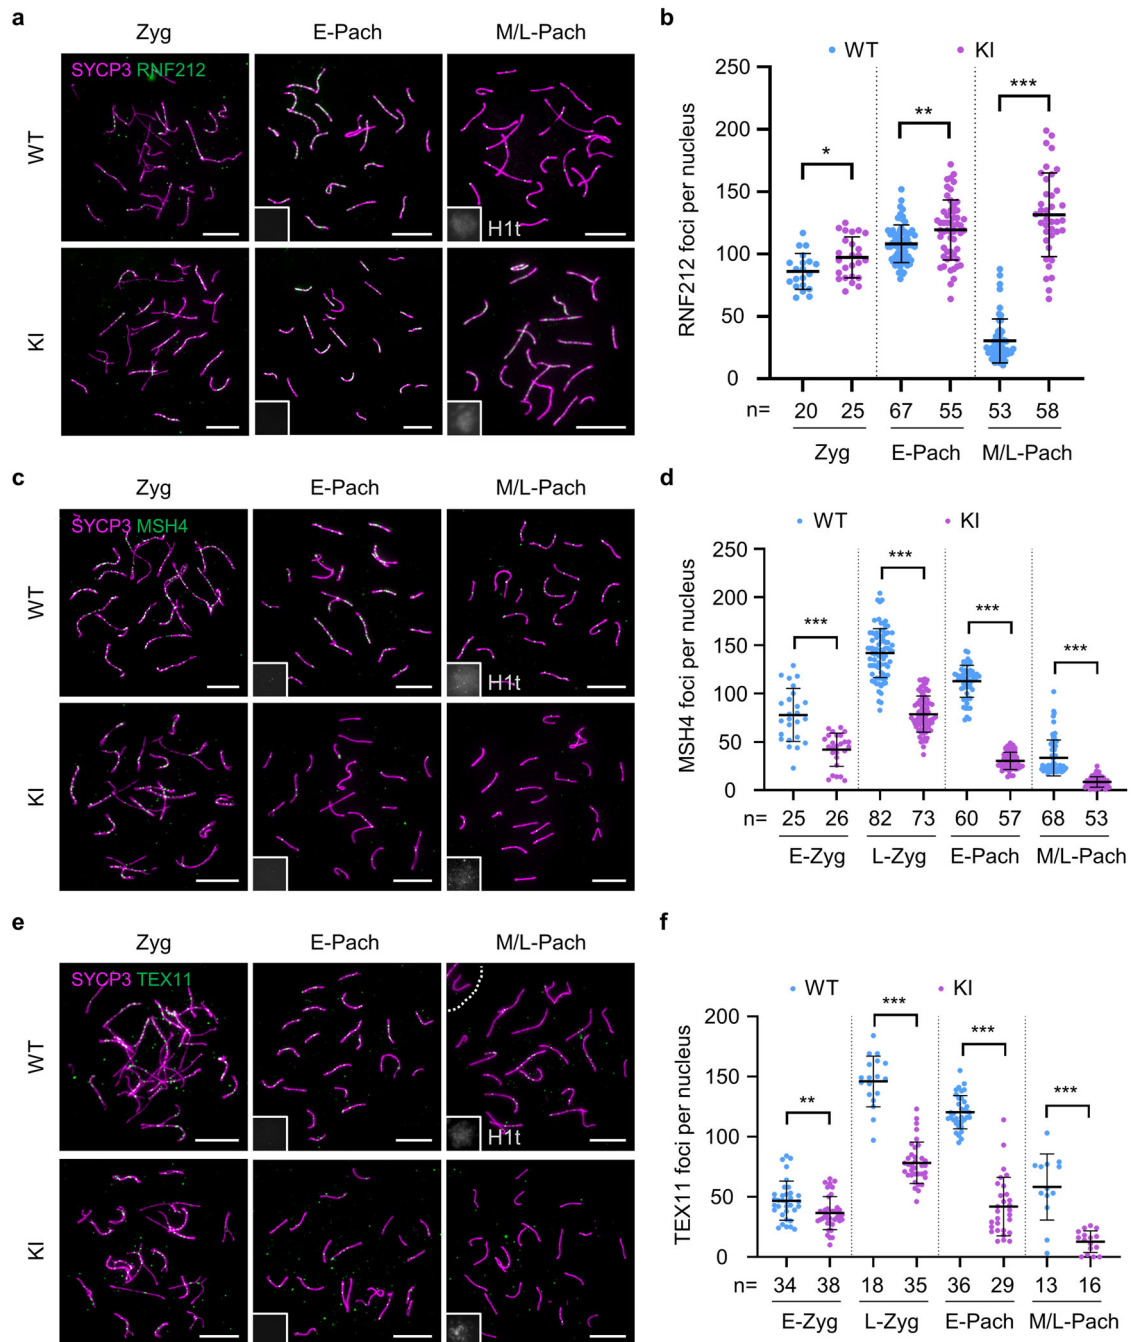 a
Zyg E-Pach M/L-Pach
SYCP3 RNF212
WT
H1t
KI
b
WT KI
RNF212 foci per nucleus
250
200
150
100
50
0
* ** ***
n= 20 25 67 55 53 58
Zyg E-Pach M/L-Pach
c
Zyg E-Pach M/L-Pach
SYCP3 MSH4
WT
H1t
KI
d
WT KI
MSH4 foci per nucleus
250
200
150
100
50
0
*** *** *** ***
n= 25 26 82 73 60 57 68 53
E-Zyg L-Zyg E-Pach M/L-Pach
e
Zyg E-Pach M/L-Pach
SYCP3 TEX11
WT
H1t
KI
f
WT KI
TEX11 foci per nucleus
200
150
100
50
0
** *** *** ***
n= 34 38 18 35 36 29 13 16
E-Zyg L-Zyg E-Pach M/L-Pach